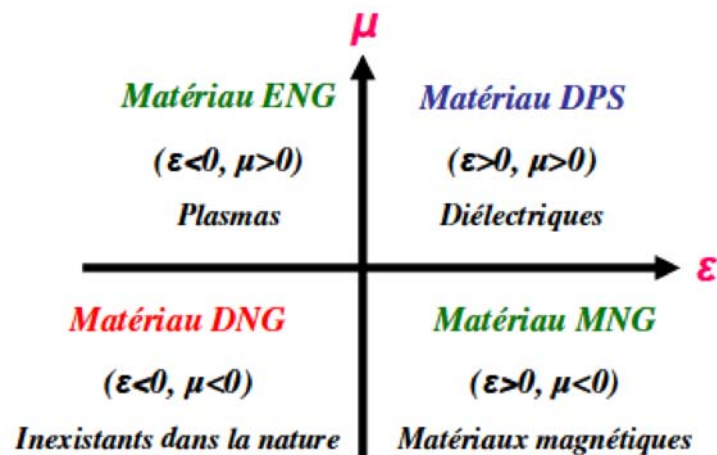 μ
Matériau ENG
(ε<0, μ>0)
Plasmas
Matériau DPS
(ε>0, μ>0)
Diélectriques
ε
Matériau DNG
(ε<0, μ<0)
Inexistants dans la nature
Matériau MNG
(ε>0, μ<0)
Matériaux magnétiques